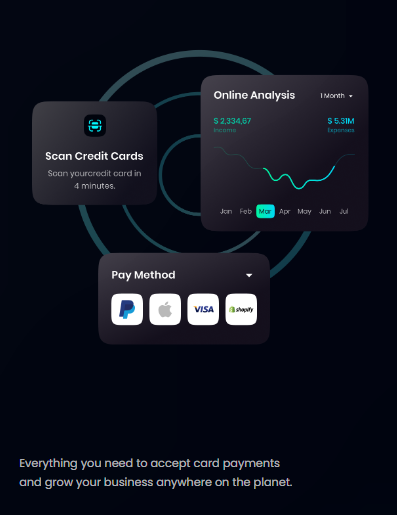 Online Analysis
1 Month
$ 2,334,67
Income
$ 5.31M
Expenses
Scan Credit Cards
Scan yourcredit card in
4 minutes.
Jan Feb Mar Apr May Jun Jul
Pay Method
VISA
shopify
Everything you need to accept card payments
and grow your business anywhere on the planet.